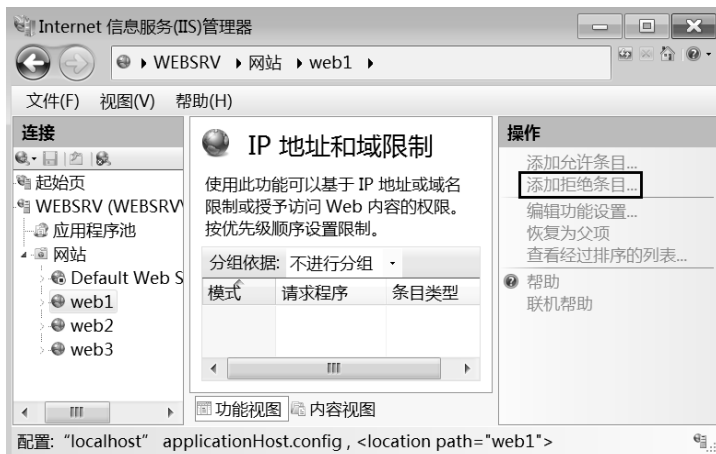 Internet 信息服务(IIS)管理器
WEBSRV 网站 web1
文件(F) 视图(V) 帮助(H)
连接
起始页
WEBSRV (WEBSRV
应用程序池
网站
Default Web S
web1
web2
web3
IP 地址和域限制
使用此功能可以基于 IP 地址或域名
限制或授予访问 Web 内容的权限。
按优先级顺序设置限制。
分组依据: 不进行分组
模式 请求程序 条目类型
功能视图 内容视图
操作
添加允许条目...
添加拒绝条目...
编辑功能设置...
恢复为父项
查看经过排序的列表...
帮助
联机帮助
配置: “localhost” applicationHost.config , <location path="web1">